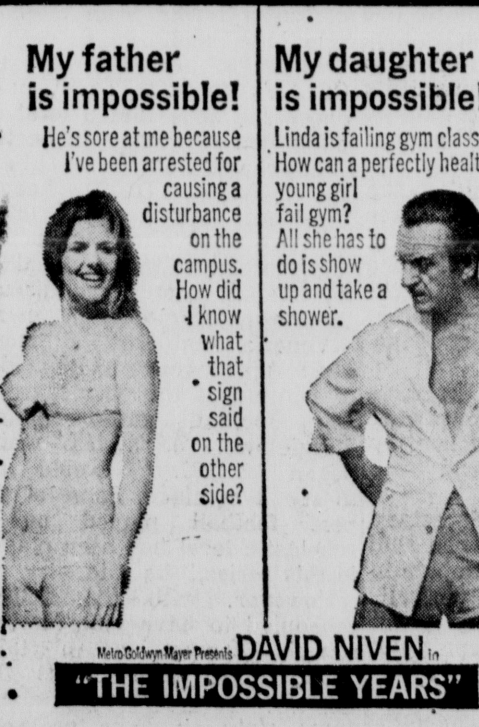 My father
is impossible!
He's sore at me because
I've been arrested for
causing a
disturbance
on the
campus.
How did
I know
what
that
sign
said
on the
other
side?
My daughter
is impossible!
Linda is failing gym class
How can a perfectly healt
young girl
fail gym?
All she has to
do is show
up and take a
shower.
Metro Goldwyn Mayer Presents DAVID NIVEN in
"THE IMPOSSIBLE YEARS"